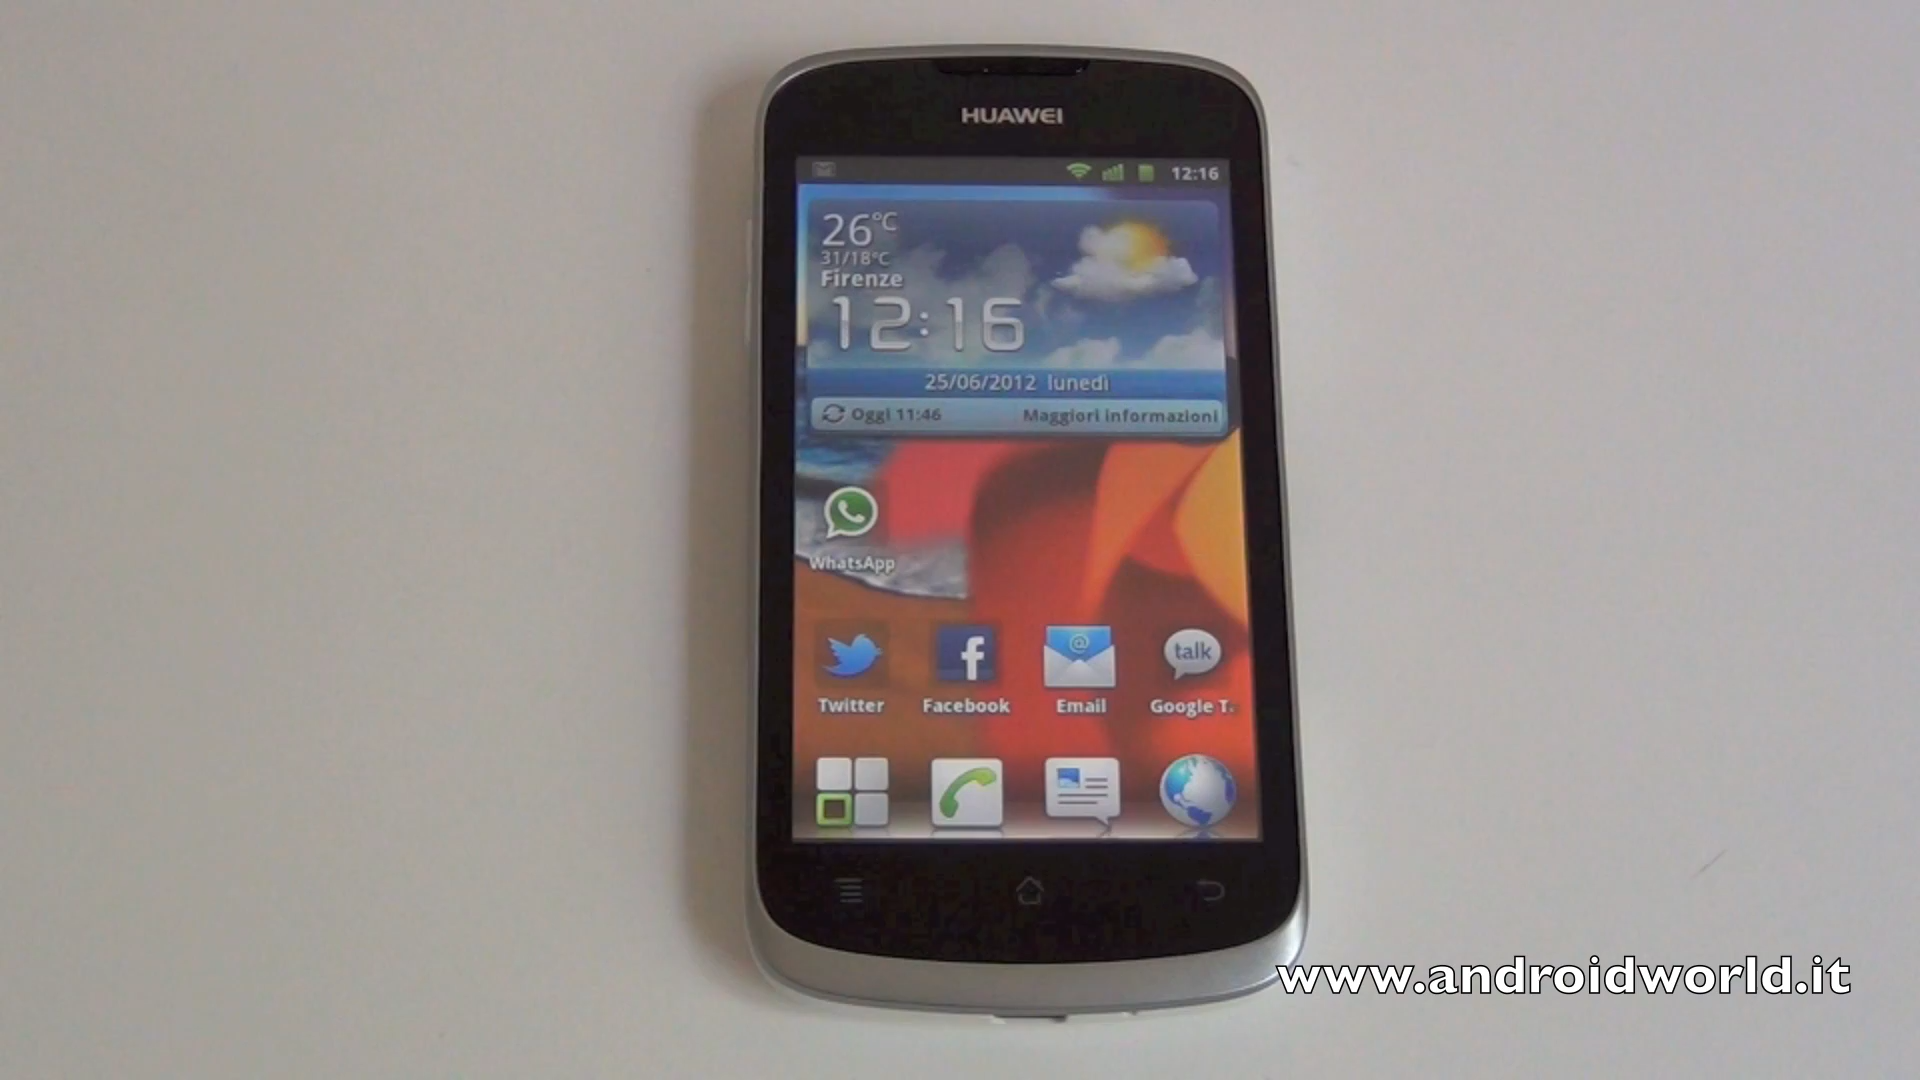 HUAWEI
12:16
26°C
31/18°C
Firenze
12:16
25/06/2012 lunedì
Oggi 11:46 Maggiori informazioni
WhatsApp
talk
Twitter Facebook Email Google T.
www.androidworld.it